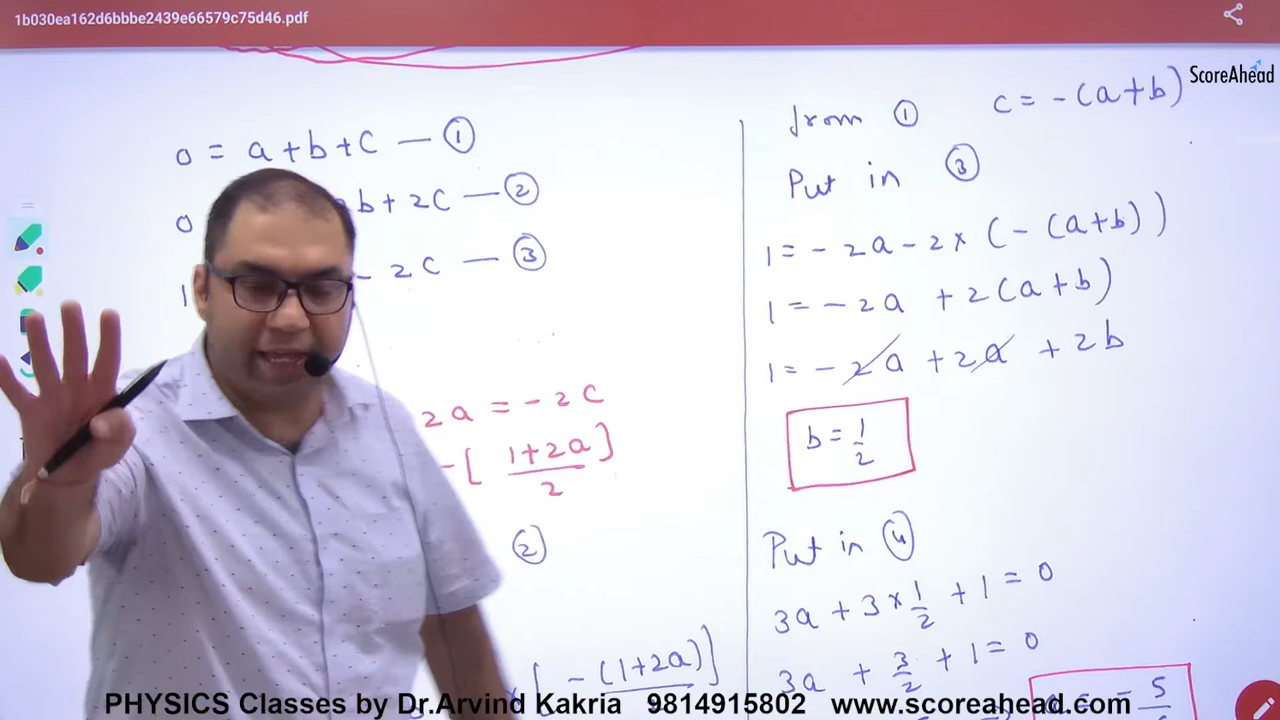 1b030ea162d6bbbe2439e66579c75d46.pdf
ScoreAhead
0 = a+b+c — ①
0 b + 2c — ②
1 - 2c — ③
2a = -2c
-[ (1+2a)/2 ]
②
[ -(1+2a) ]
from ① c = -(a+b)
Put in ③
1 = -2a - 2 × (-(a+b))
1 = -2a + 2(a+b)
1 = -2a + 2a + 2b
b = 1/2
Put in ④
3a + 3 × 1/2 + 1 = 0
3a + 3/2 + 1 = 0
- 5
PHYSICS Classes by Dr.Arvind Kakria 9814915802 www.scoreahead.com